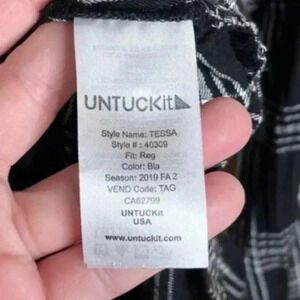 UNTUCKit
Style Name: TESSA
Style #: 40309
Fit: Reg
Color: Bla
Season: 2019 FA 2
VEND Code: TAG
CA62799
UNTUCKit
USA
www.untuckit.com